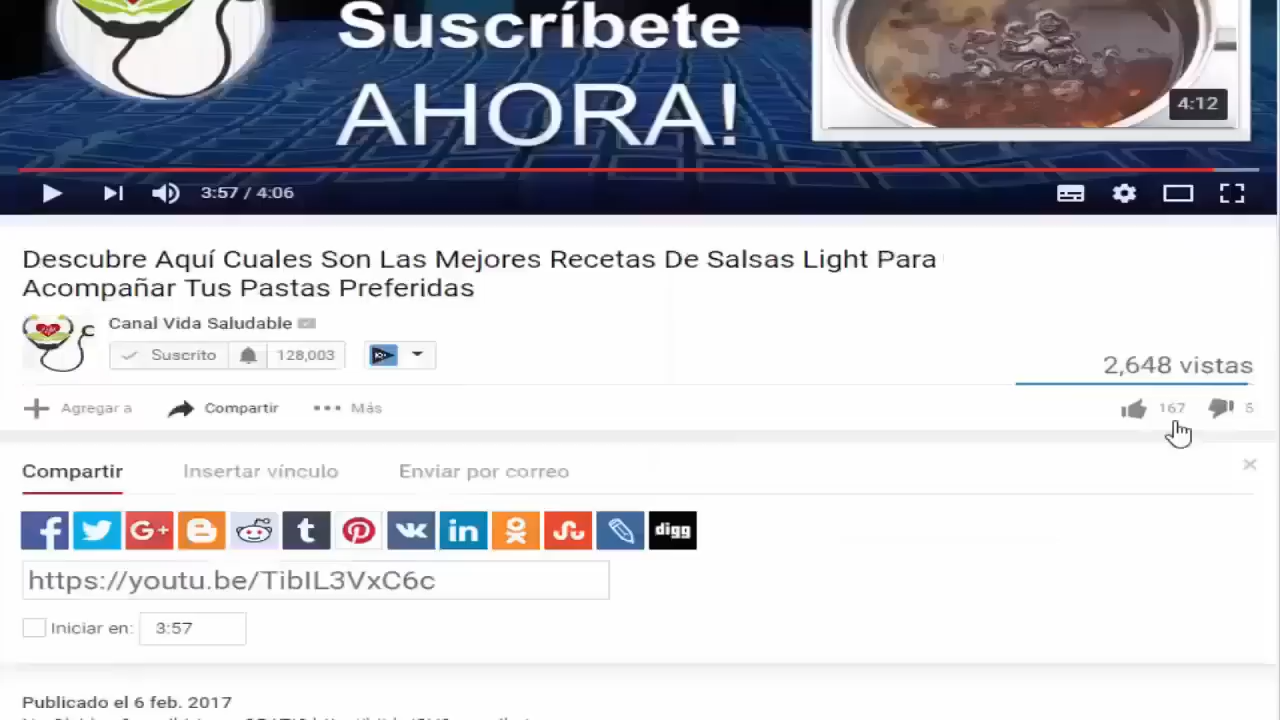 Suscríbete
AHORA!
4:12
3:57 / 4:06
Descubre Aquí Cuales Son Las Mejores Recetas De Salsas Light Para
Acompañar Tus Pastas Preferidas
Canal Vida Saludable
Suscrito 128,003
2,648 vistas
Agregar a Compartir Más 167 5
Compartir Insertar vínculo Enviar por correo
G+ t in digg
https://youtu.be/TibIL3VxC6c
Iniciar en: 3:57
Publicado el 6 feb. 2017